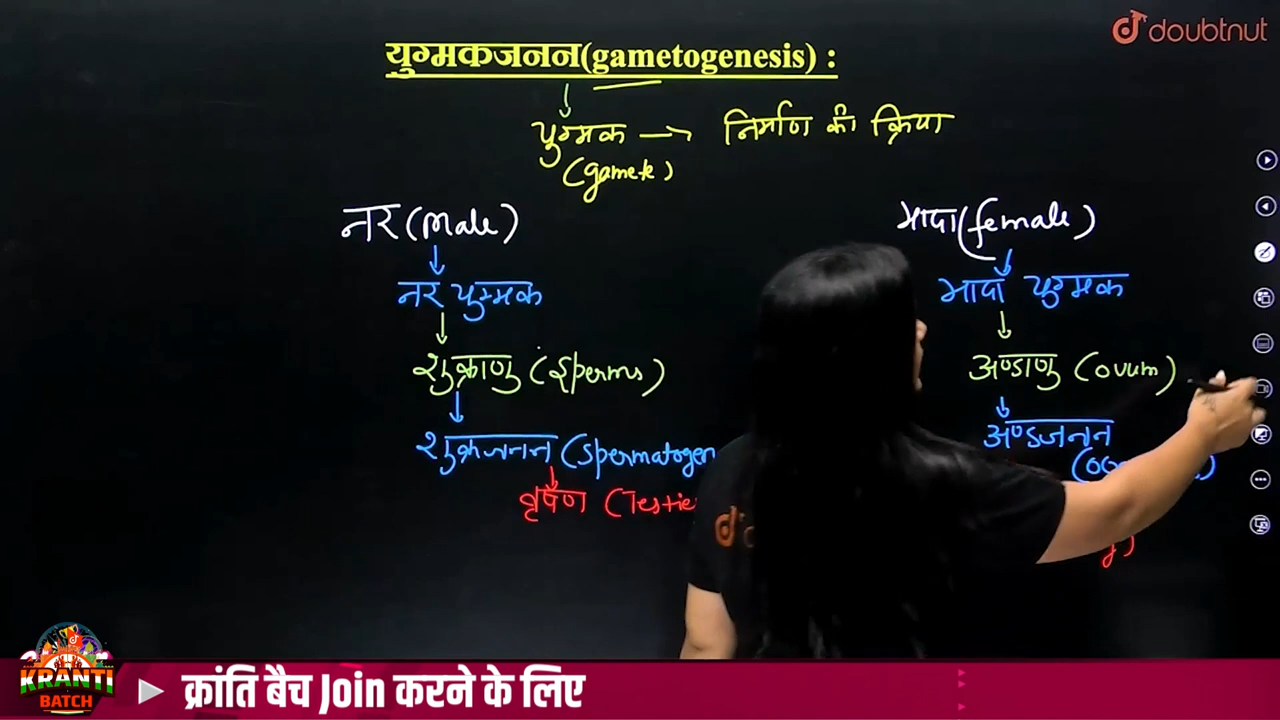 doubtnut
युग्मकजनन(gametogenesis) :
युग्मक → निर्माण की क्रिया
(gamete)
नर (Male)
मादा (female)
नर युग्मक
मादा युग्मक
शुक्राणु (Sperms)
अण्डाणु (ovum)
शुक्रजनन (Spermatogen
अण्डजनन
वृषण (Testies
KRANTI
BATCH
क्रांति बैच Join करने के लिए